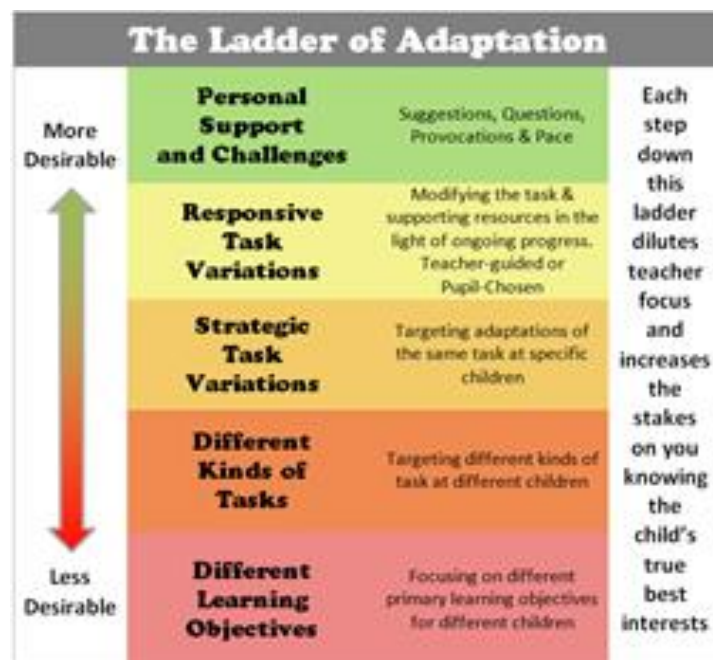 The Ladder of Adaptation
More
Desirable
Less
Desirable
Personal
Support
and Challenges
Suggestions, Questions,
Provocations & Pace
Responsive
Task
Variations
Modifying the task &
supporting resources in the
light of ongoing progress.
Teacher-guided or
Pupil-Chosen
Strategic
Task
Variations
Targeting adaptations of
the same task at specific
children
Different
Kinds of
Tasks
Targeting different kinds of
task at different children
Different
Learning
Objectives
Focusing on different
primary learning objectives
for different children
Each
step
down
this
ladder
dilutes
teacher
focus
and
increases
the
stakes
on you
knowing
the
child's
true
best
interests